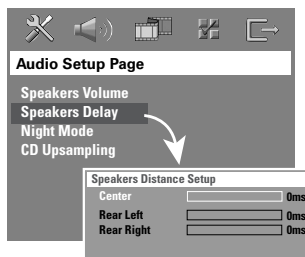 Audio Setup Page
Speakers Volume
Speakers Delay
Night Mode
CD Upsampling
Speakers Distance Setup
Center 0ms
Rear Left 0ms
Rear Right 0ms